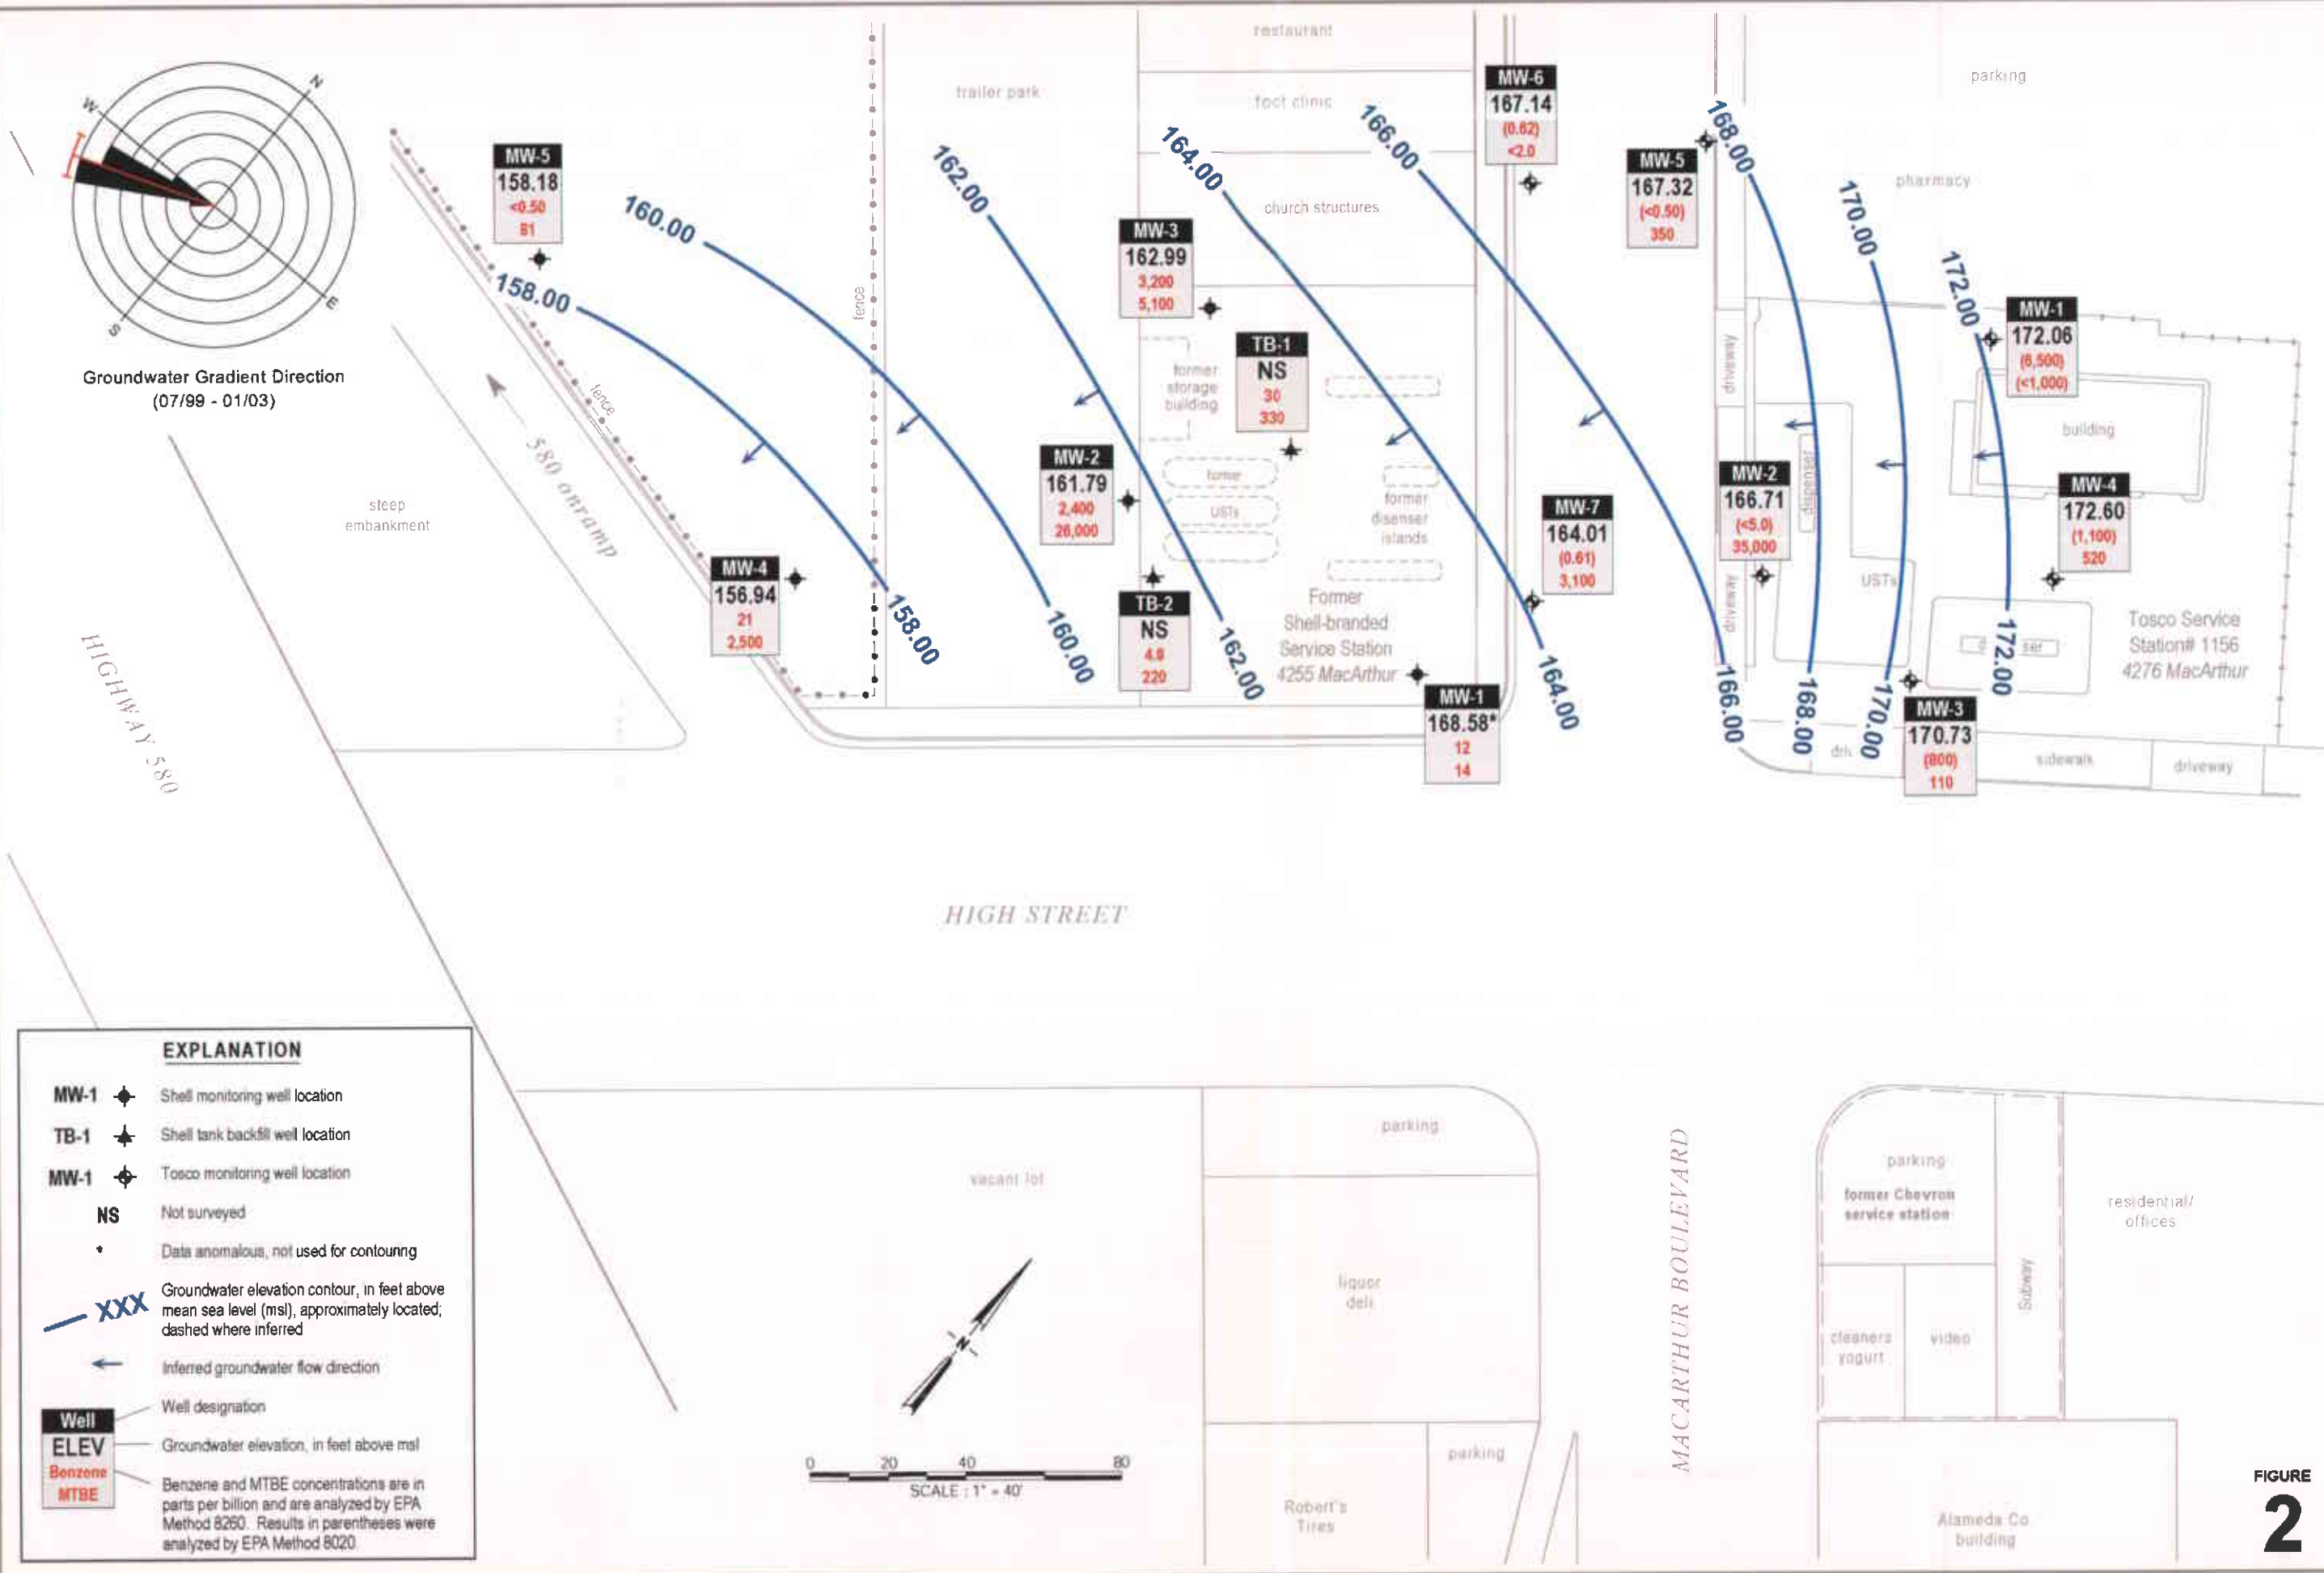 N
W
E
S
Groundwater Gradient Direction
(07/99 - 01/03)
restaurant
trailer park
foot clinic
church structures
parking
pharmacy
MW-5
158.18
<0.50
81
MW-3
162.99
3,200
5,100
MW-6
167.14
(0.62)
<2.0
MW-5
167.32
(<0.50)
350
158.00
160.00
162.00
164.00
166.00
168.00
170.00
172.00
fence
fence
TB-1
NS
30
330
former
storage
building
MW-1
172.06
(6,500)
(<1,000)
building
driveway
steep
embankment
580 onramp
MW-2
161.79
2,400
26,000
former
USTs
former
disenser
islands
MW-7
164.01
(0.61)
3,100
MW-2
166.71
(<5.0)
35,000
dispenser
USTs
driveway
MW-4
172.60
(1,100)
520
MW-4
156.94
21
2,500
TB-2
NS
4.8
220
Former
Shell-branded
Service Station
4255 MacArthur
ser
Tosco Service
Station# 1156
4276 MacArthur
158.00
160.00
162.00
164.00
166.00
168.00
170.00
172.00
MW-1
168.58*
12
14
MW-3
170.73
(800)
110
dri
sidewalk
driveway
HIGHWAY 580
HIGH STREET
MACARTHUR BOULEVARD
EXPLANATION
MW-1 Shell monitoring well location
TB-1 Shell tank backfill well location
MW-1 Tosco monitoring well location
NS Not surveyed
* Data anomalous, not used for contouring
XXX Groundwater elevation contour, in feet above
mean sea level (msl), approximately located;
dashed where inferred
Inferred groundwater flow direction
Well Well designation
ELEV Groundwater elevation, in feet above msl
Benzene
MTBE
Benzene and MTBE concentrations are in
parts per billion and are analyzed by EPA
Method 8260. Results in parentheses were
analyzed by EPA Method 8020.
vacant lot
parking
liquor
deli
parking
Robert's
Tires
N
0 20 40 80
SCALE : 1" = 40'
parking
former Chevron
service station
Subway
residential/
offices
cleaners
yogurt
video
Alameda Co
building
FIGURE
2